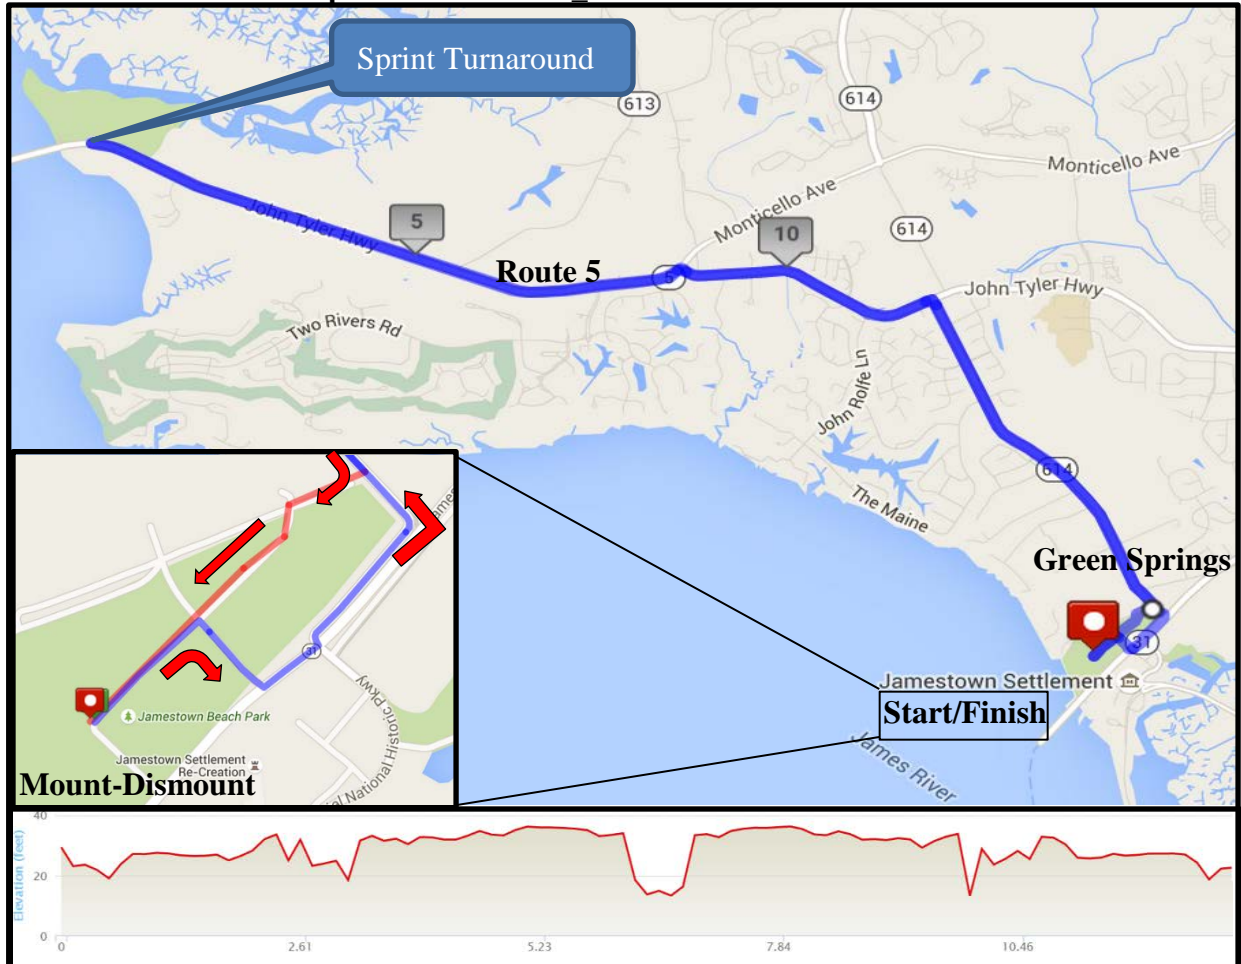 Sprint Turnaround
613
614
Monticello Ave
Monticello Ave
614
5
10
John Tyler Hwy
Route 5
5
John Tyler Hwy
Two Rivers Rd
John Rolfe Ln
614
The Maine
Green Springs
31
Jamestown Settlement
Start/Finish
James River
31
Pkwy
National Historic
Jamestown Beach Park
Jamestown Settlement
Re-Creation
Mount-Dismount
Elevation (feet)
40
20
0
0
2.61
5.23
7.84
10.46